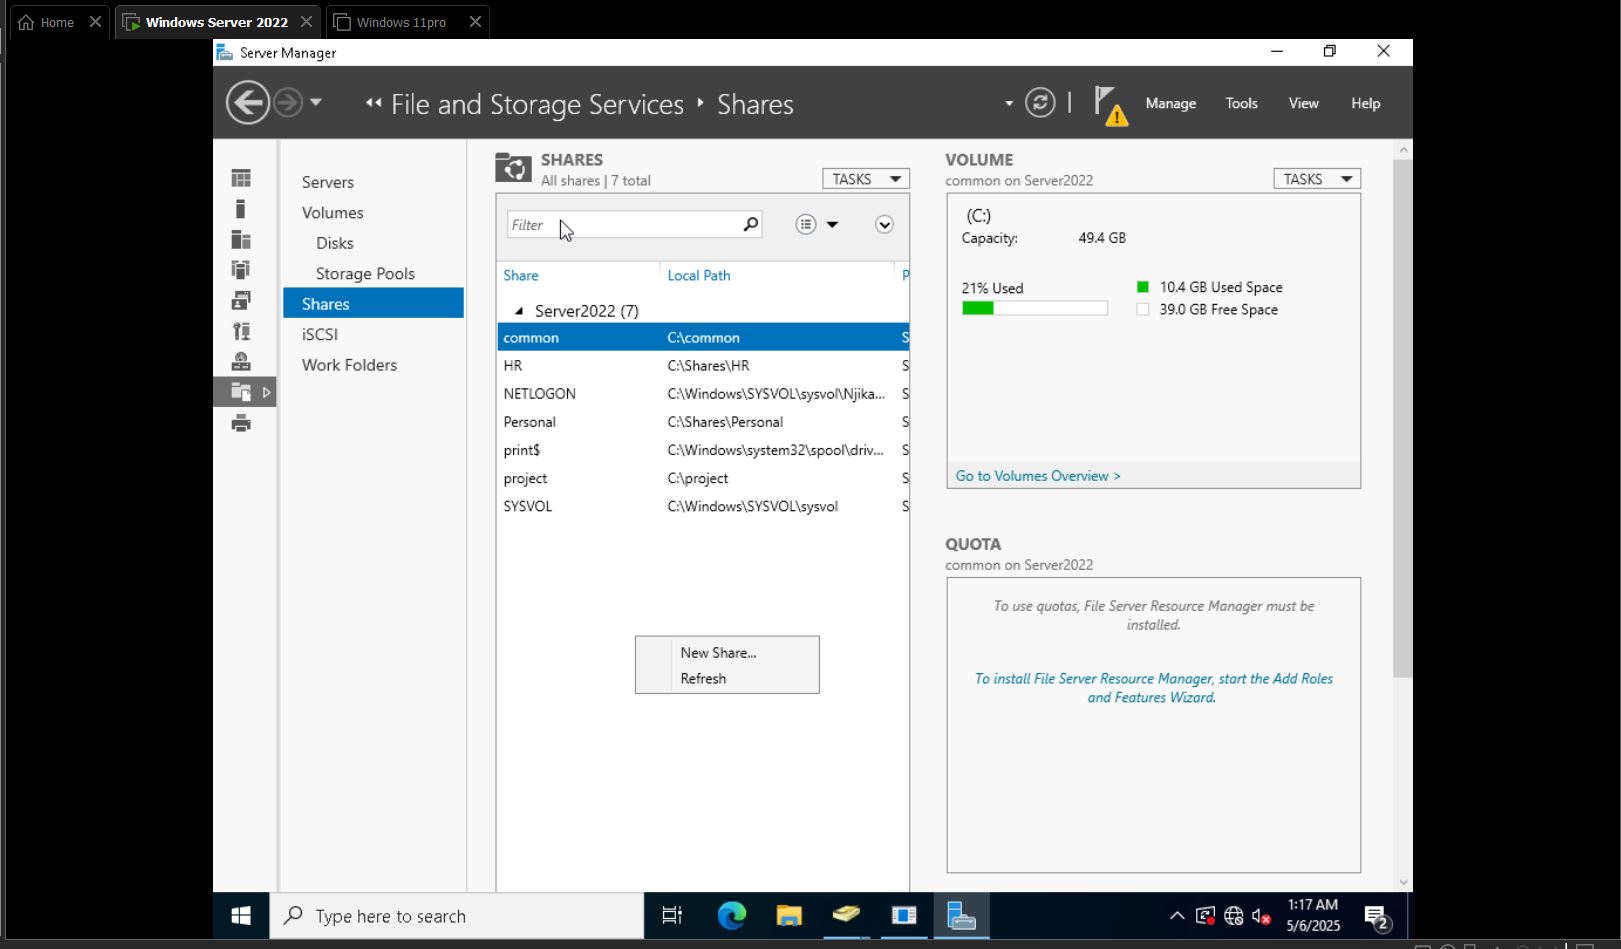 Home
Windows Server 2022
Windows 11pro
Server Manager
File and Storage Services
Shares
Manage
Tools
View
Help
Servers
Volumes
Disks
Storage Pools
Shares
iSCSI
Work Folders
SHARES
All shares | 7 total
TASKS
Filter
Share Local Path P
Server2022 (7)
common C:\common S
HR C:\Shares\HR S
NETLOGON C:\Windows\SYSVOL\sysvol\Njika... S
Personal C:\Shares\Personal S
print$ C:\Windows\system32\spool\driv... S
project C:\project S
SYSVOL C:\Windows\SYSVOL\sysvol S
New Share...
Refresh
VOLUME
common on Server2022
TASKS
(C:)
Capacity: 49.4 GB
21% Used
10.4 GB Used Space
39.0 GB Free Space
Go to Volumes Overview >
QUOTA
common on Server2022
To use quotas, File Server Resource Manager must be
installed.
To install File Server Resource Manager, start the Add Roles
and Features Wizard.
Type here to search
1:17 AM
5/6/2025
2